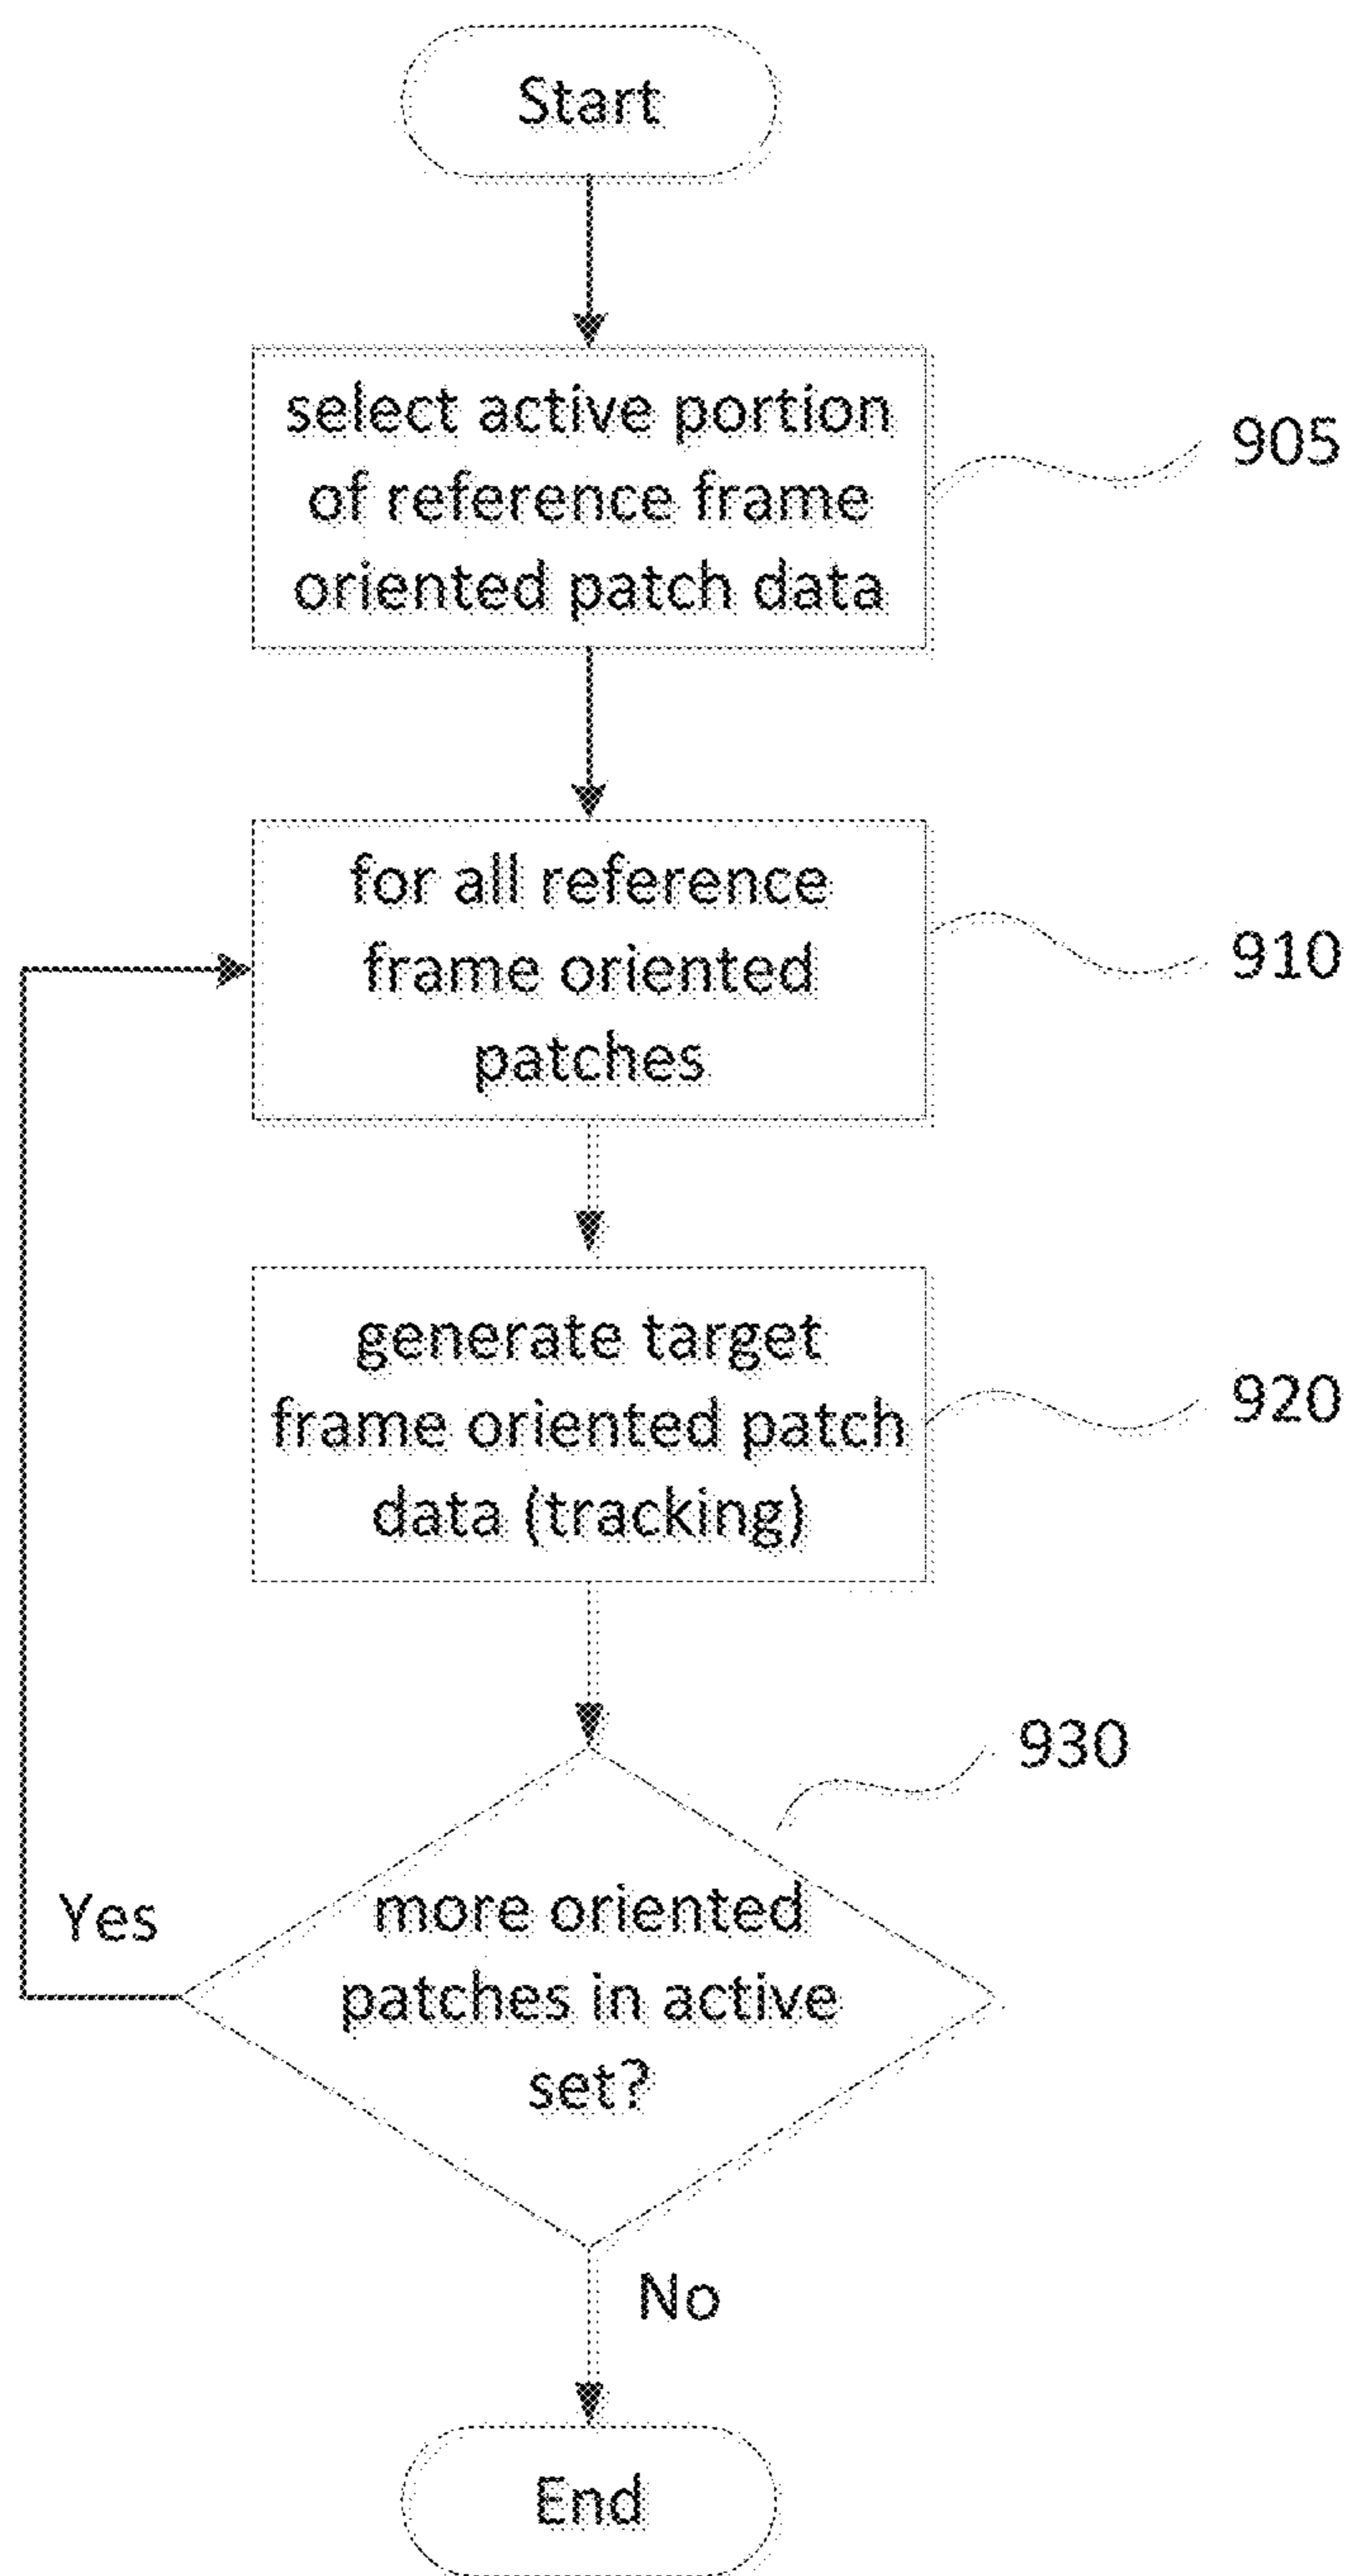 Start
select active portion
of reference frame
oriented patch data
905
for all reference
frame oriented
patches
910
generate target
frame oriented patch
data (tracking)
920
930
more oriented
patches in active
set?
Yes
No
End